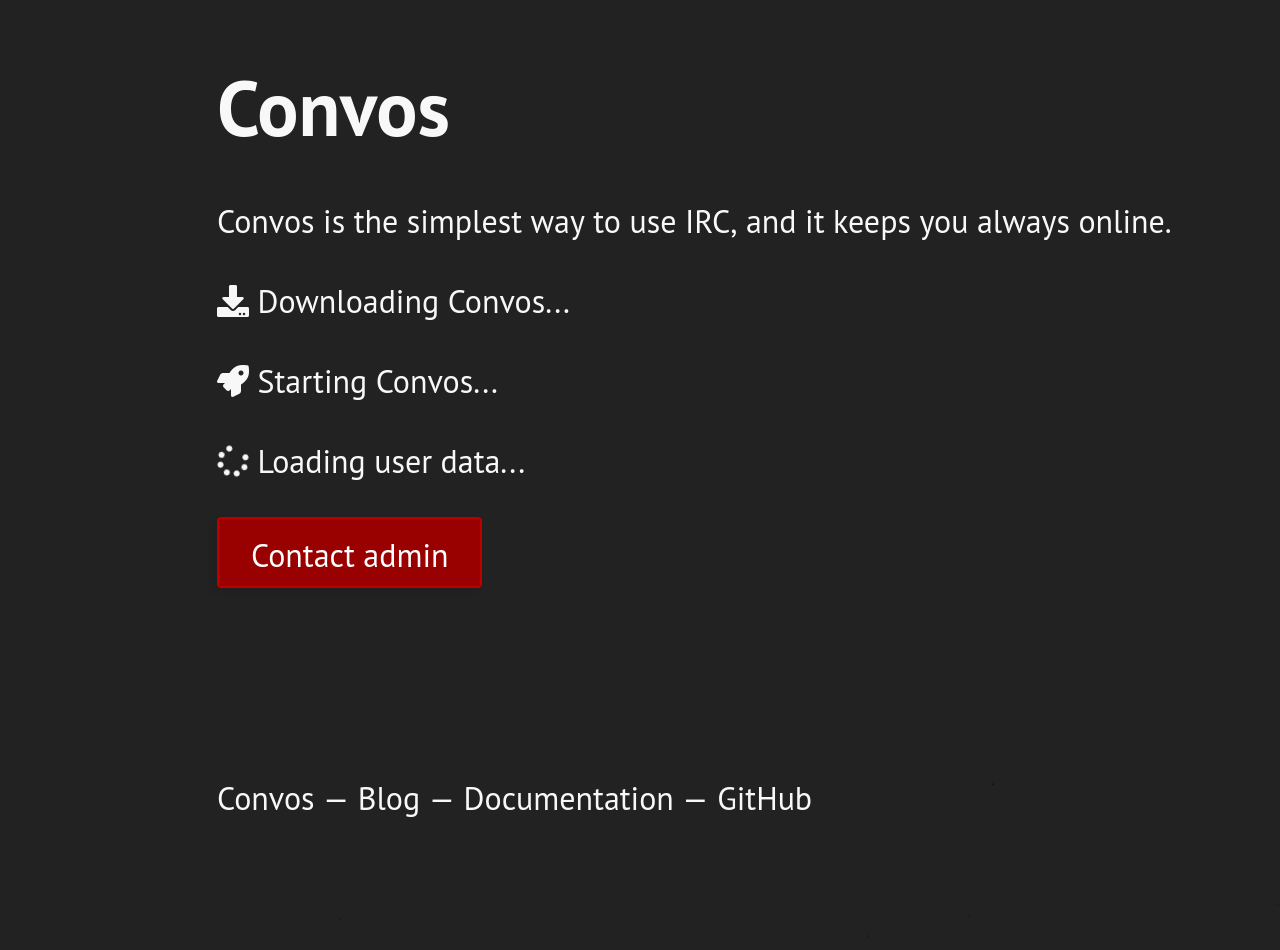 Convos
Convos is the simplest way to use IRC, and it keeps you always online.
Downloading Convos...
Starting Convos...
Loading user data...
Contact admin
Convos — Blog — Documentation — GitHub